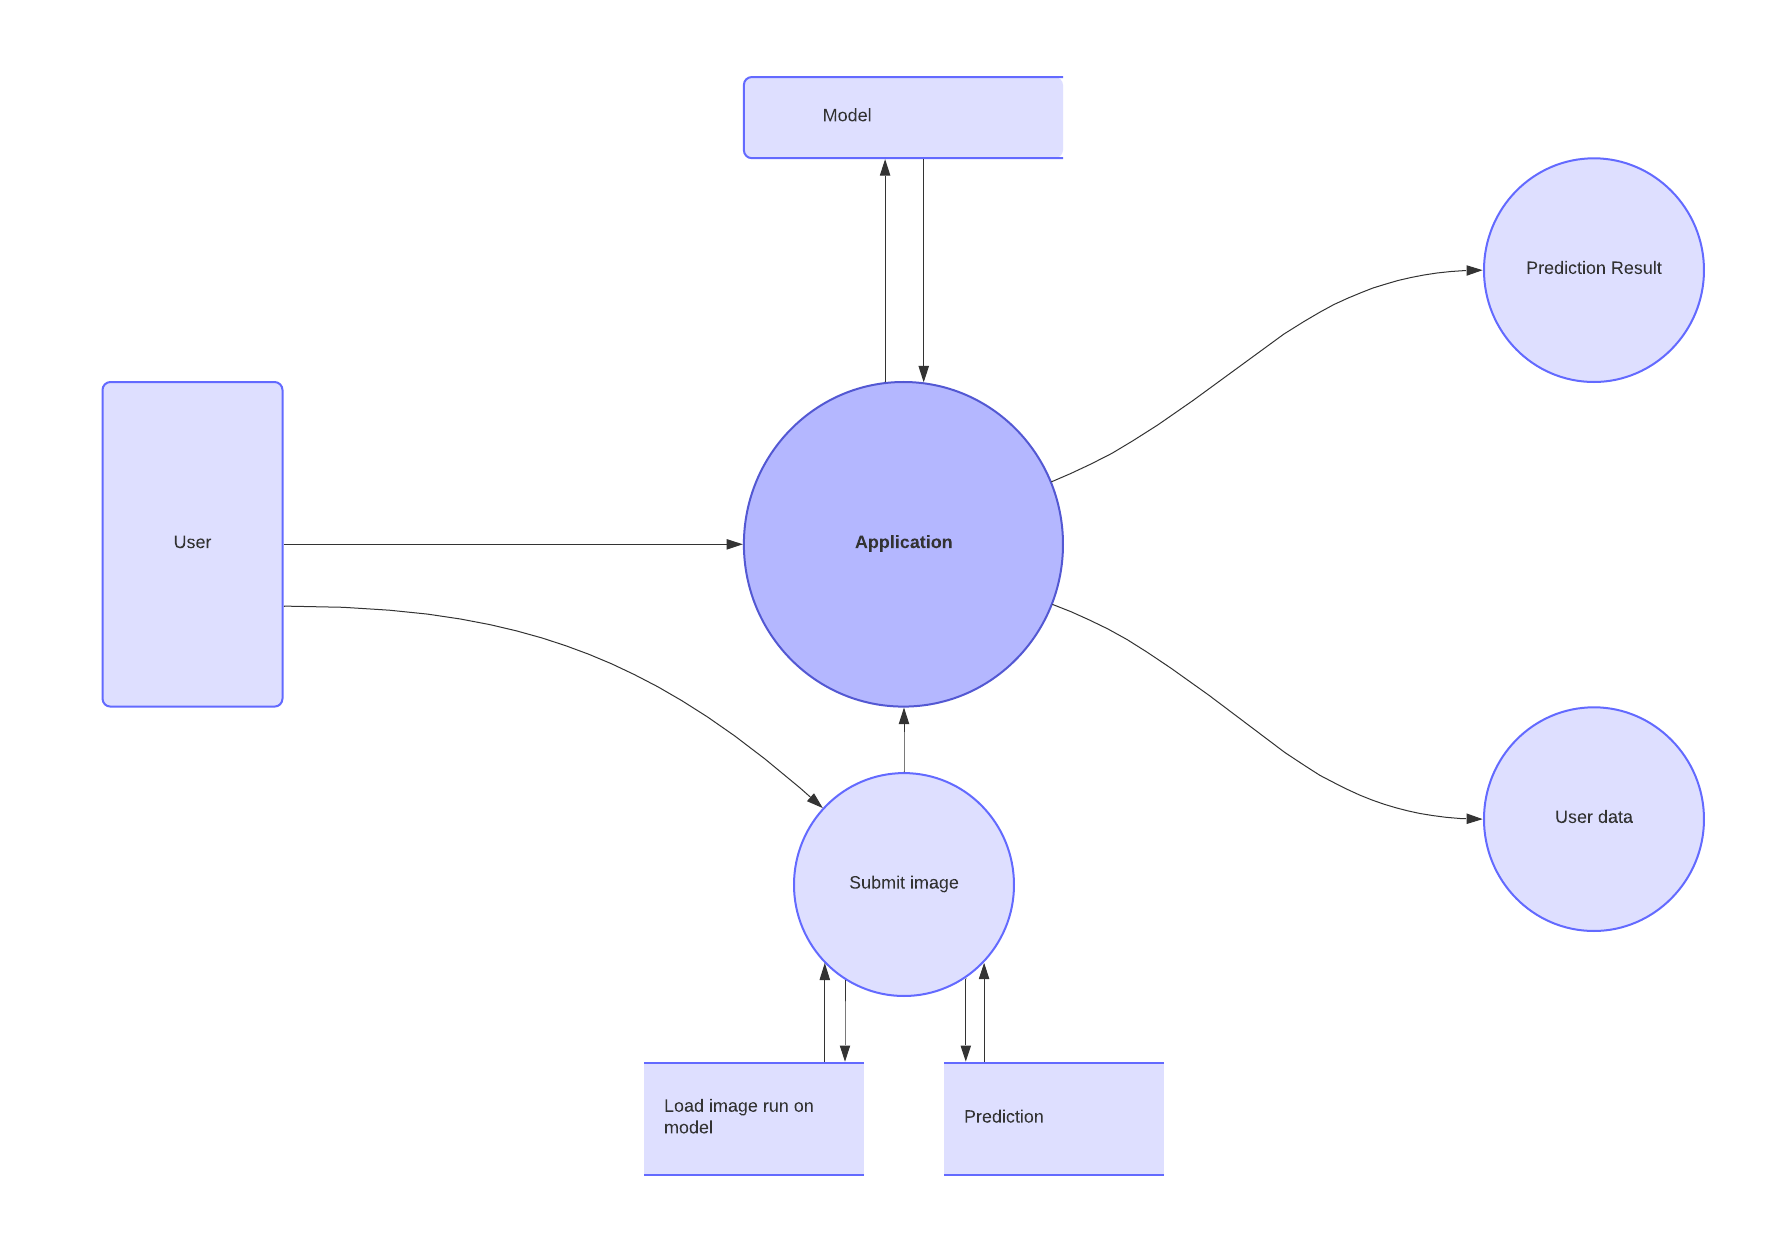 Model
Prediction Result
User
Application
User data
Submit image
Load image run on
model
Prediction